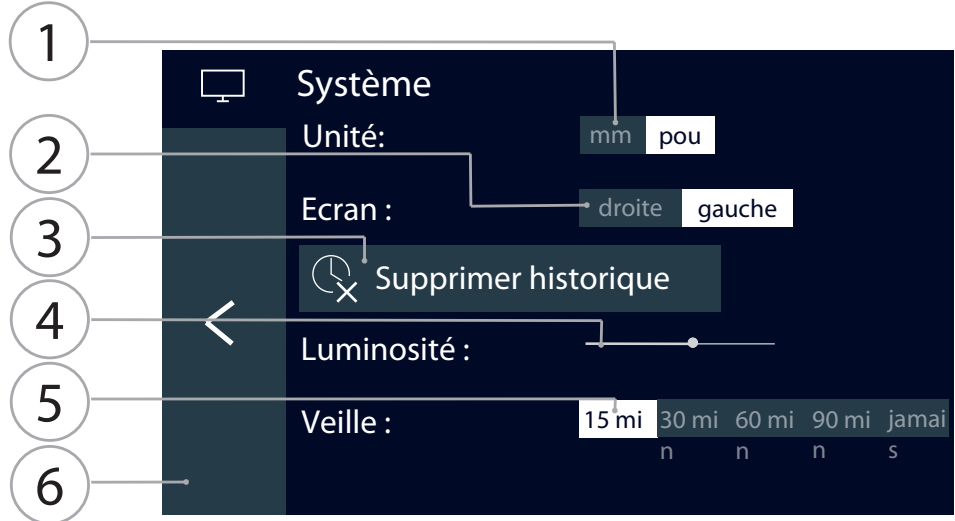 1
Système
Unité:
mm
pou
2
Ecran :
droite
gauche
3
Supprimer historique
4
Luminosité :
5
Veille :
15 mi
30 mi
n
60 mi
n
90 mi
n
jamai
s
6